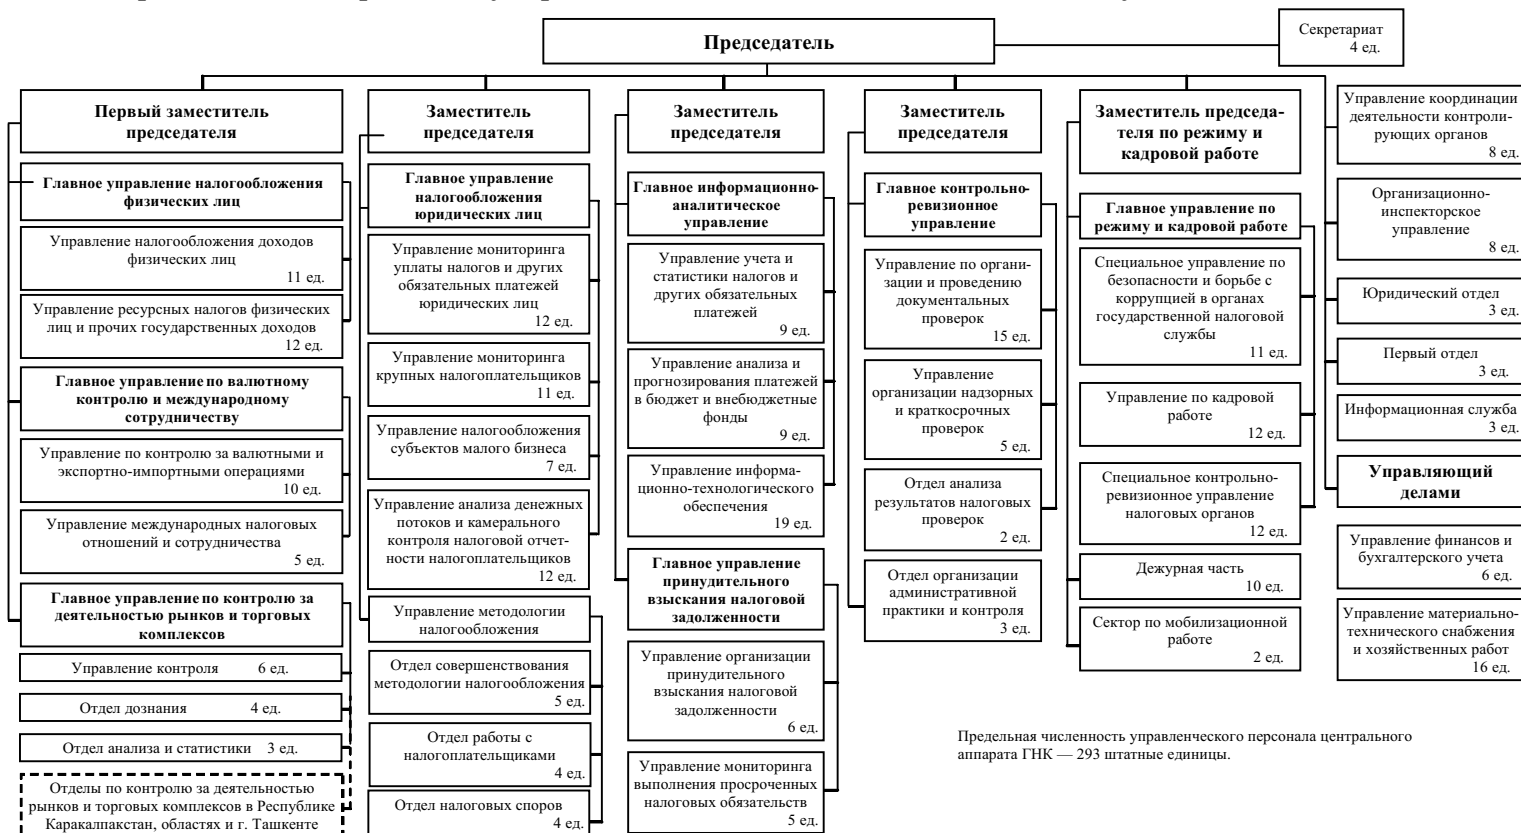 Председатель
Секретариат
4 ед.
Первый заместитель
председателя
Главное управление налогообложения
физических лиц
Управление налогообложения доходов
физических лиц
11 ед.
Управление ресурсных налогов физических
лиц и прочих государственных доходов
12 ед.
Главное управление по валютному
контролю и международному
сотрудничеству
Управление по контролю за валютными и
экспортно-импортными операциями
10 ед.
Управление международных налоговых
отношений и сотрудничества
5 ед.
Главное управление по контролю за
деятельностью рынков и торговых
комплексов
Управление контроля 6 ед.
Отдел дознания 4 ед.
Отдел анализа и статистики 3 ед.
Отделы по контролю за деятельностью
рынков и торговых комплексов в Республике
Каракалпакстан, областях и г. Ташкенте
Заместитель
председателя
Главное управление
налогообложения
юридических лиц
Управление мониторинга
уплаты налогов и других
обязательных платежей
юридических лиц
12 ед.
Управление мониторинга
крупных налогоплательщиков
11 ед.
Управление налогообложения
субъектов малого бизнеса
7 ед.
Управление анализа денежных
потоков и камерального
контроля налоговой отчет-
ности налогоплательщиков
12 ед.
Управление методологии
налогообложения
Отдел совершенствования
методологии налогообложения
5 ед.
Отдел работы с
налогоплательщиками
4 ед.
Отдел налоговых споров
4 ед.
Заместитель
председателя
Главное информационно-
аналитическое
управление
Управление учета и
статистики налогов и
других обязательных
платежей
9 ед.
Управление анализа и
прогнозирования платежей
в бюджет и внебюджетные
фонды
9 ед.
Управление информа-
ционно-технологического
обеспечения
19 ед.
Главное управление
принудительного
взыскания налоговой
задолженности
Управление организации
принудительного
взыскания налоговой
задолженности
6 ед.
Управление мониторинга
выполнения просроченных
налоговых обязательств
5 ед.
Заместитель
председателя
Главное контрольно-
ревизионное
управление
Управление по органи-
зации и проведению
документальных
проверок
15 ед.
Управление
организации надзорных
и краткосрочных
проверок
5 ед.
Отдел анализа
результатов налоговых
проверок
2 ед.
Отдел организации
административной
практики и контроля
3 ед.
Заместитель председа-
теля по режиму и
кадровой работе
Главное управление по
режиму и кадровой работе
Специальное управление по
безопасности и борьбе с
коррупцией в органах
государственной налоговой
службы
11 ед.
Управление по кадровой
работе
12 ед.
Специальное контрольно-
ревизионное управление
налоговых органов
12 ед.
Дежурная часть
10 ед.
Сектор по мобилизационной
работе
2 ед.
Управление координации
деятельности контроли-
рующих органов
8 ед.
Организационно-
инспекторское
управление
8 ед.
Юридический отдел
3 ед.
Первый отдел
3 ед.
Информационная служба
3 ед.
Управляющий
делами
Управление финансов и
бухгалтерского учета
6 ед.
Управление материально-
технического снабжения
и хозяйственных работ
16 ед.
Предельная численность управленческого персонала центрального
аппарата ГНК — 293 штатные единицы.